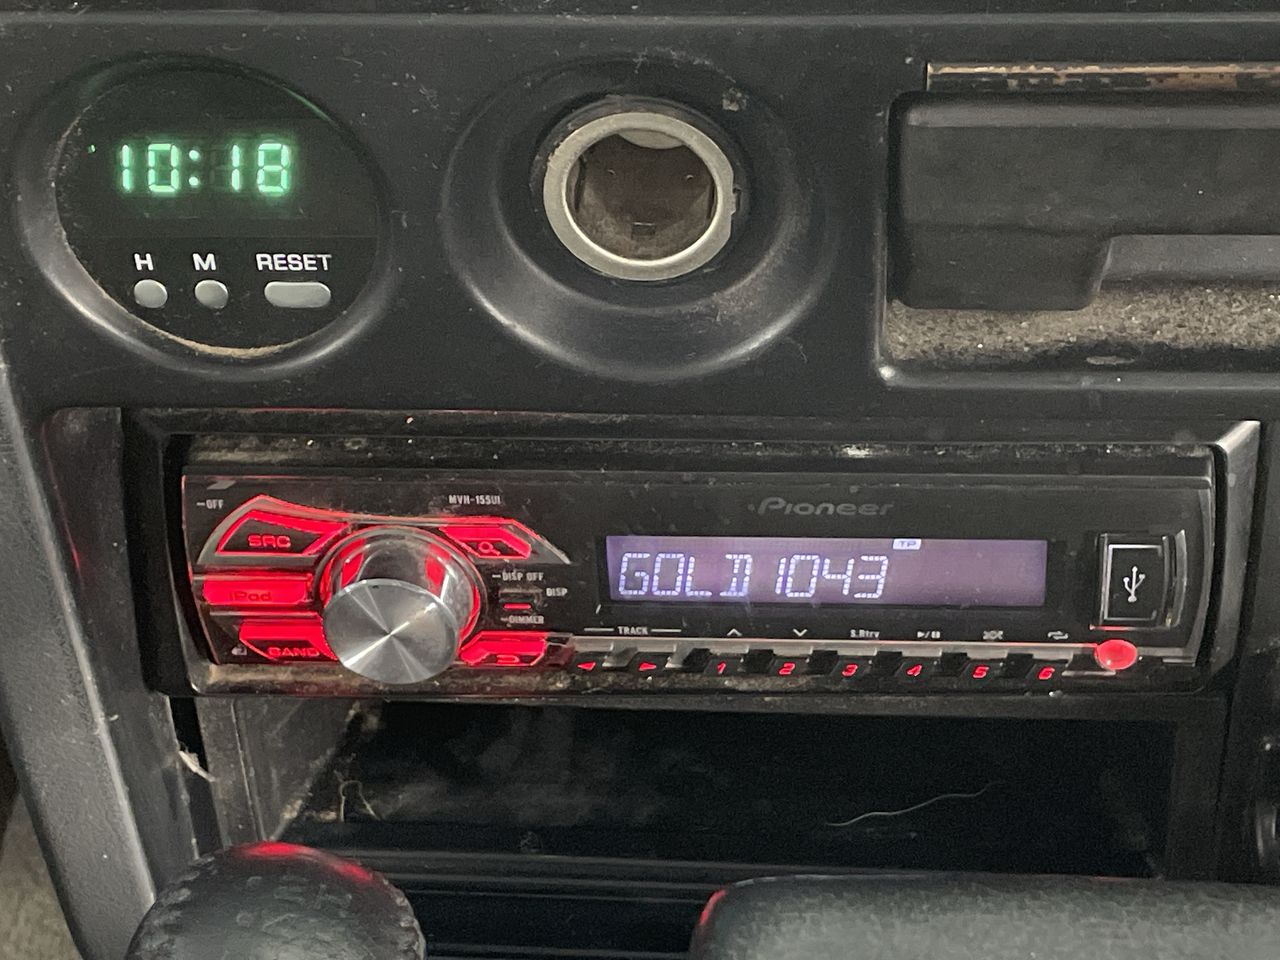 10:18
H M RESET
OFF
MVH-155UI
Pioneer
SRC
TP
GOLD 1043
DISP OFF
DISP
iPod
DIMMER
BAND
TRACK S.Rtrv
1 2 3 4 5 6